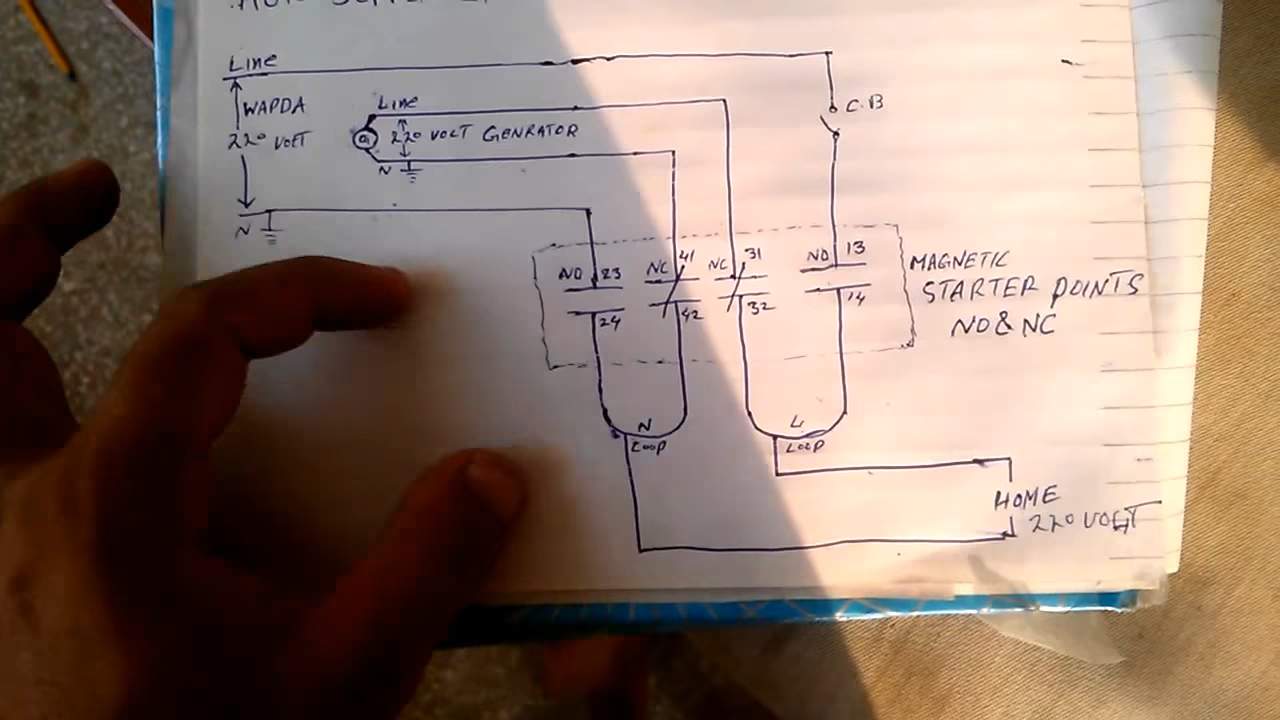 Line
WAPDA
220 VOLT
N
Line
G
220 VOLT GENRATOR
N
C.B
NO 23
24
NC 41
42
NC 31
32
NO 13
14
MAGNETIC
STARTER POINTS
NO & NC
N
LOOP
L
LOOP
HOME
220 VOLT